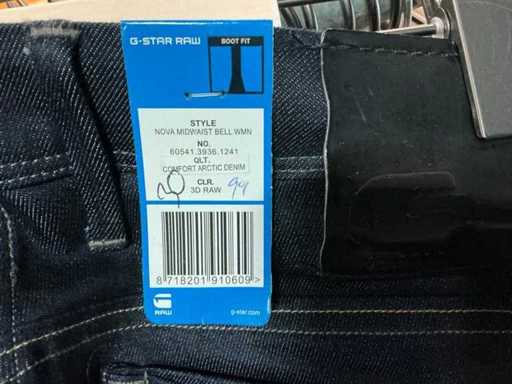 G-STAR RAW
BOOT FIT
STYLE
NOVA MIDWAIST BELL WMN
NO.
60541.3936.1241
QLT.
COMFORT ARCTIC DENIM
CLR.
3D RAW
99
8 718201 910609 >
RAW
g-star.com